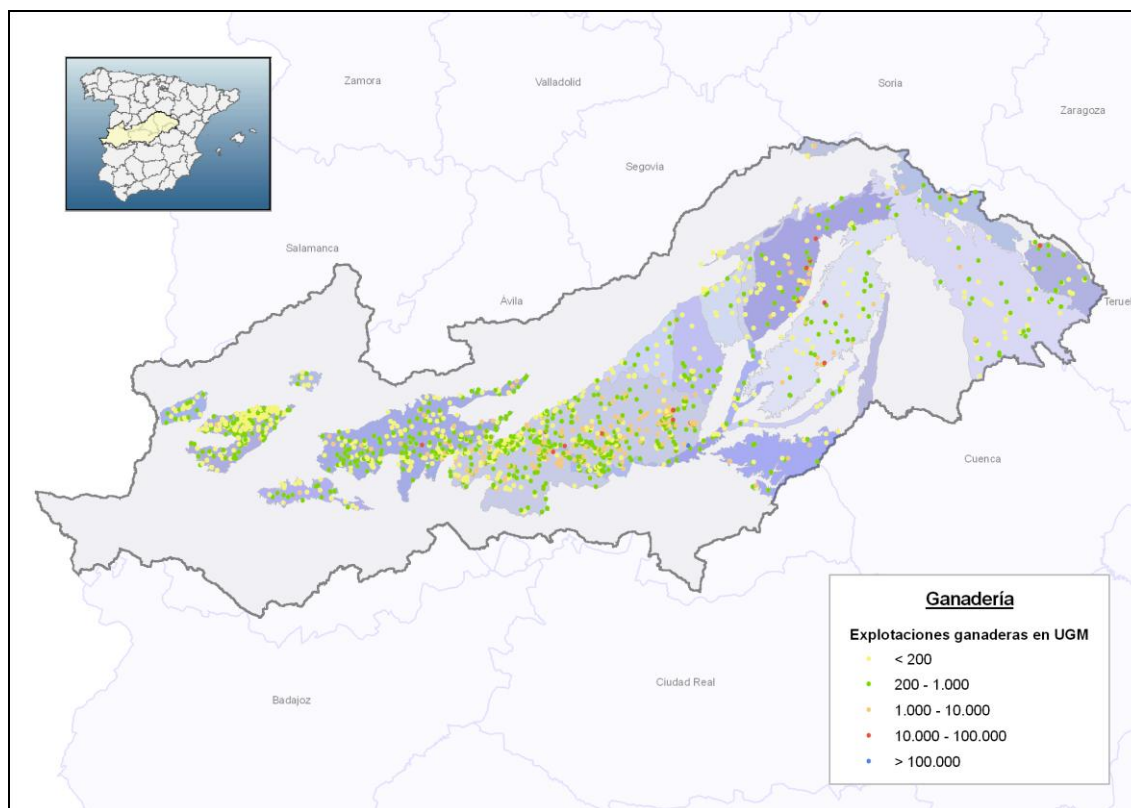 Zamora
Valladolid
Soria
Zaragoza
Segovia
Salamanca
Ávila
Teruel
Cuenca
Badajoz
Ciudad Real
Ganadería
Explotaciones ganaderas en UGM
< 200
200 - 1.000
1.000 - 10.000
10.000 - 100.000
> 100.000